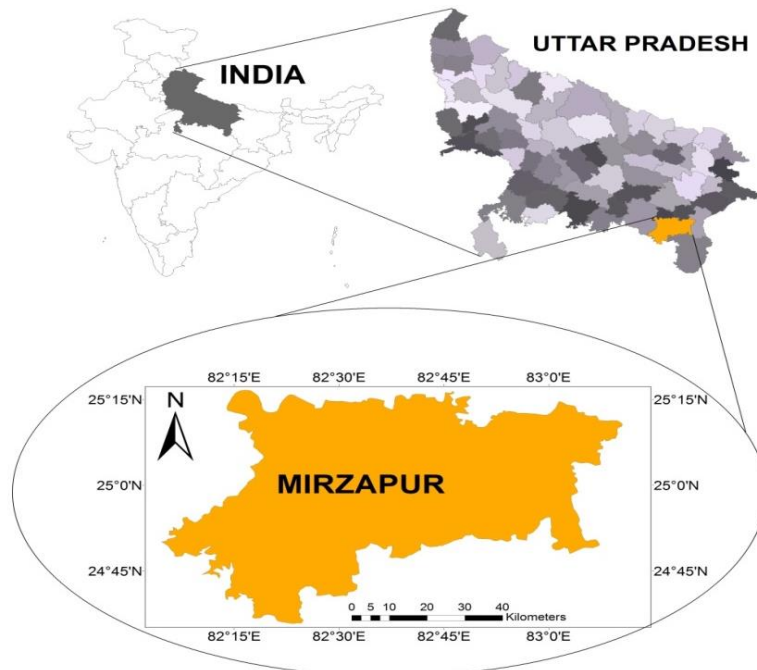 INDIA
UTTAR PRADESH
82°15'E 82°30'E 82°45'E 83°0'E
25°15'N 25°15'N
N
MIRZAPUR
25°0'N 25°0'N
24°45'N 24°45'N
0 5 10 20 30 40
Kilometers
82°15'E 82°30'E 82°45'E 83°0'E